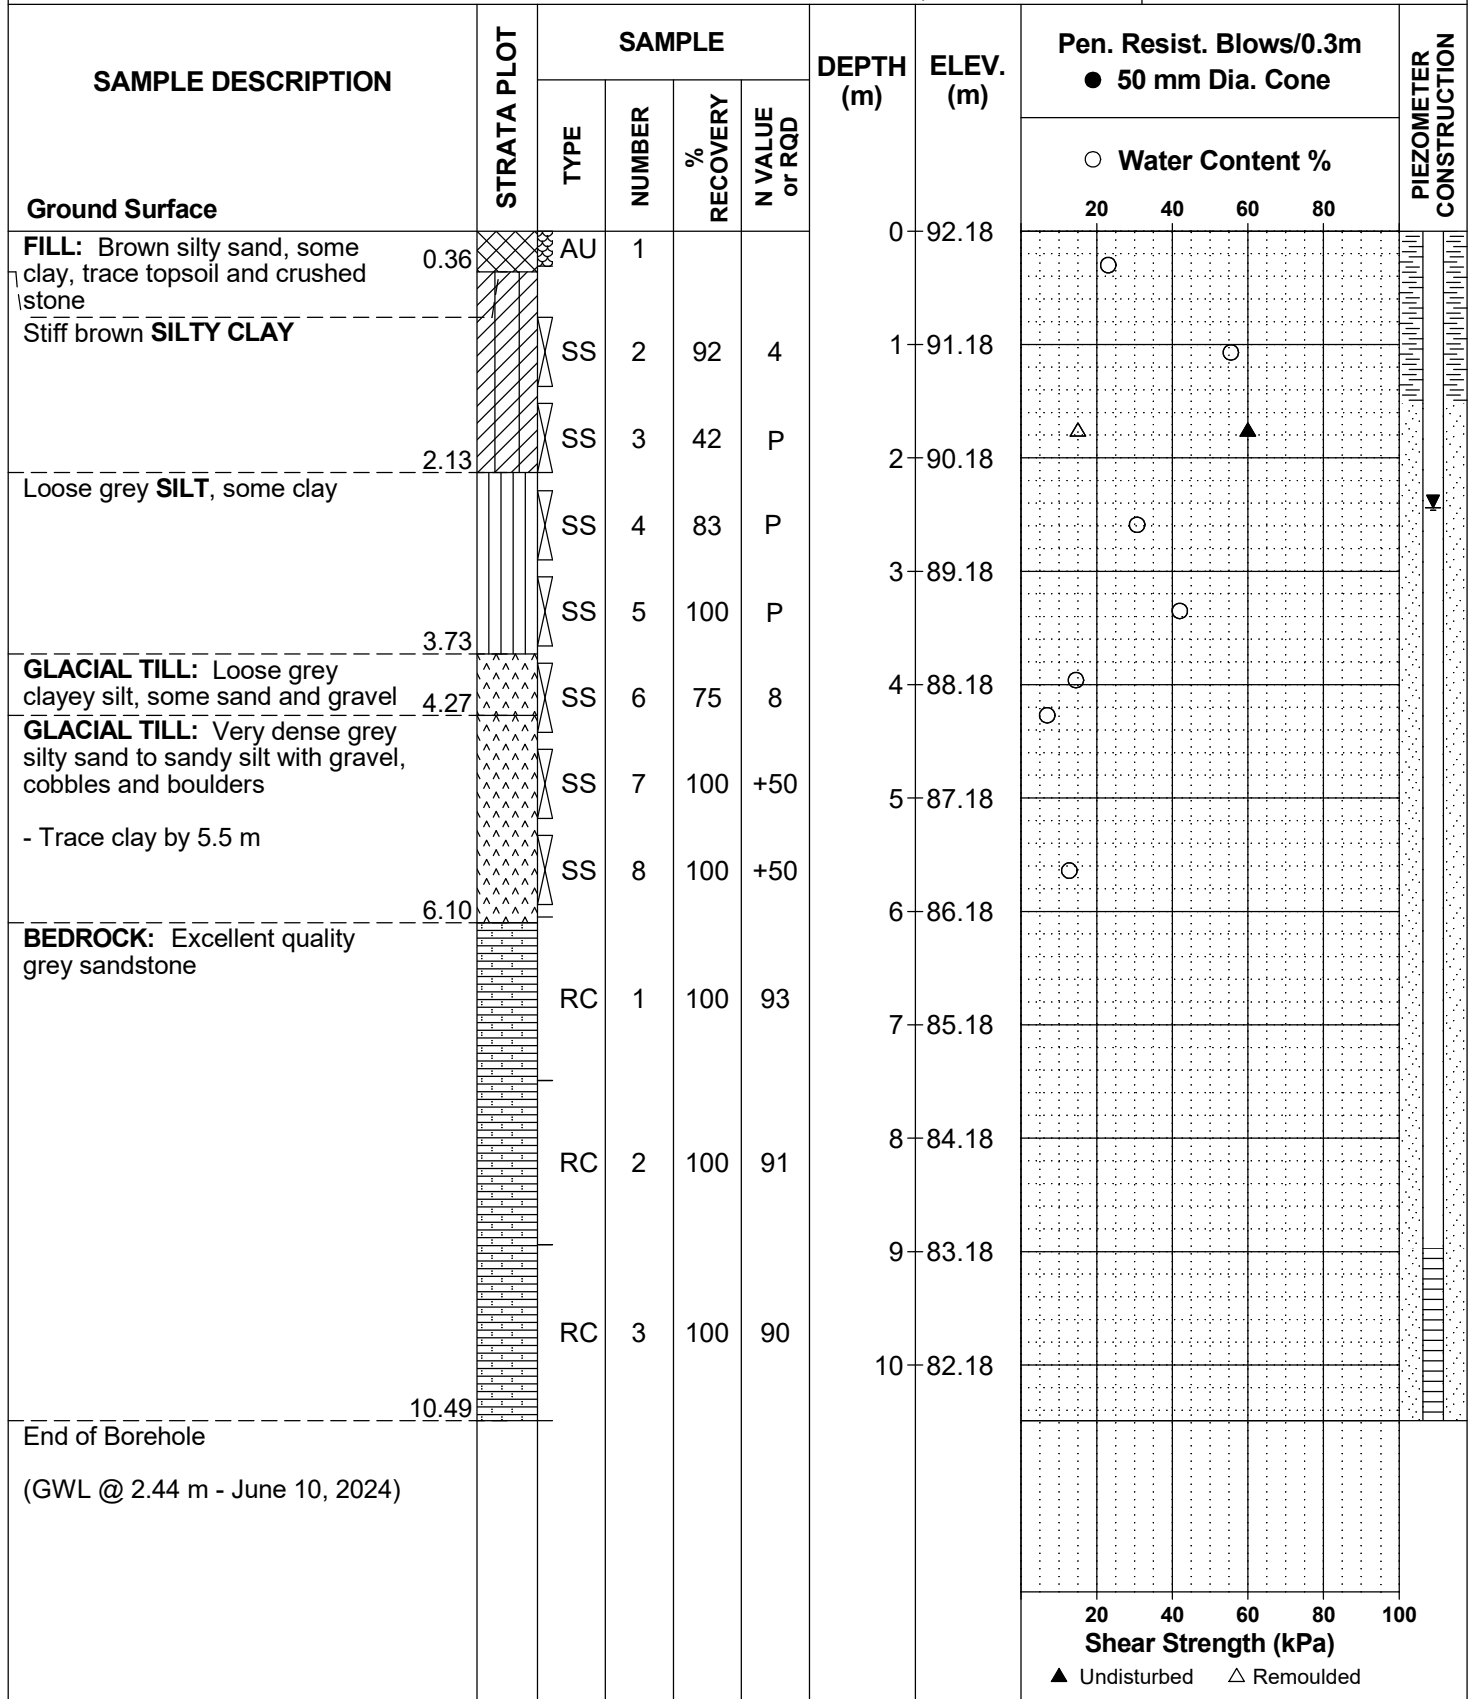 SAMPLE DESCRIPTION
STRATA PLOT
SAMPLE
TYPE
NUMBER
%
RECOVERY
N VALUE
or RQD
DEPTH
(m)
ELEV.
(m)
Pen. Resist. Blows/0.3m
● 50 mm Dia. Cone
○ Water Content %
20 40 60 80
PIEZOMETER
CONSTRUCTION
Ground Surface
0 92.18
FILL: Brown silty sand, some
clay, trace topsoil and crushed
stone
0.36
AU 1
Stiff brown SILTY CLAY
SS 2 92 4
1 91.18
SS 3 42 P
2.13
2 90.18
Loose grey SILT, some clay
SS 4 83 P
3 89.18
SS 5 100 P
3.73
GLACIAL TILL: Loose grey
clayey silt, some sand and gravel
4.27
SS 6 75 8
4 88.18
GLACIAL TILL: Very dense grey
silty sand to sandy silt with gravel,
cobbles and boulders
SS 7 100 +50
5 87.18
- Trace clay by 5.5 m
SS 8 100 +50
6.10
6 86.18
BEDROCK: Excellent quality
grey sandstone
RC 1 100 93
7 85.18
8 84.18
RC 2 100 91
9 83.18
RC 3 100 90
10 82.18
10.49
End of Borehole
(GWL @ 2.44 m - June 10, 2024)
20 40 60 80 100
Shear Strength (kPa)
▲ Undisturbed △ Remoulded